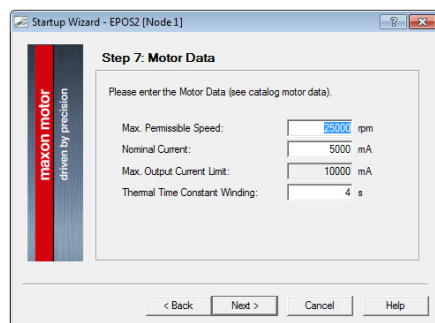 Startup Wizard - EPOS2 [Node 1]
maxon motor
driven by precision
Step 7: Motor Data
Please enter the Motor Data (see catalog motor data).
Max. Permissible Speed: 25000 rpm
Nominal Current: 5000 mA
Max. Output Current Limit: 10000 mA
Thermal Time Constant Winding: 4 s
< Back Next > Cancel Help